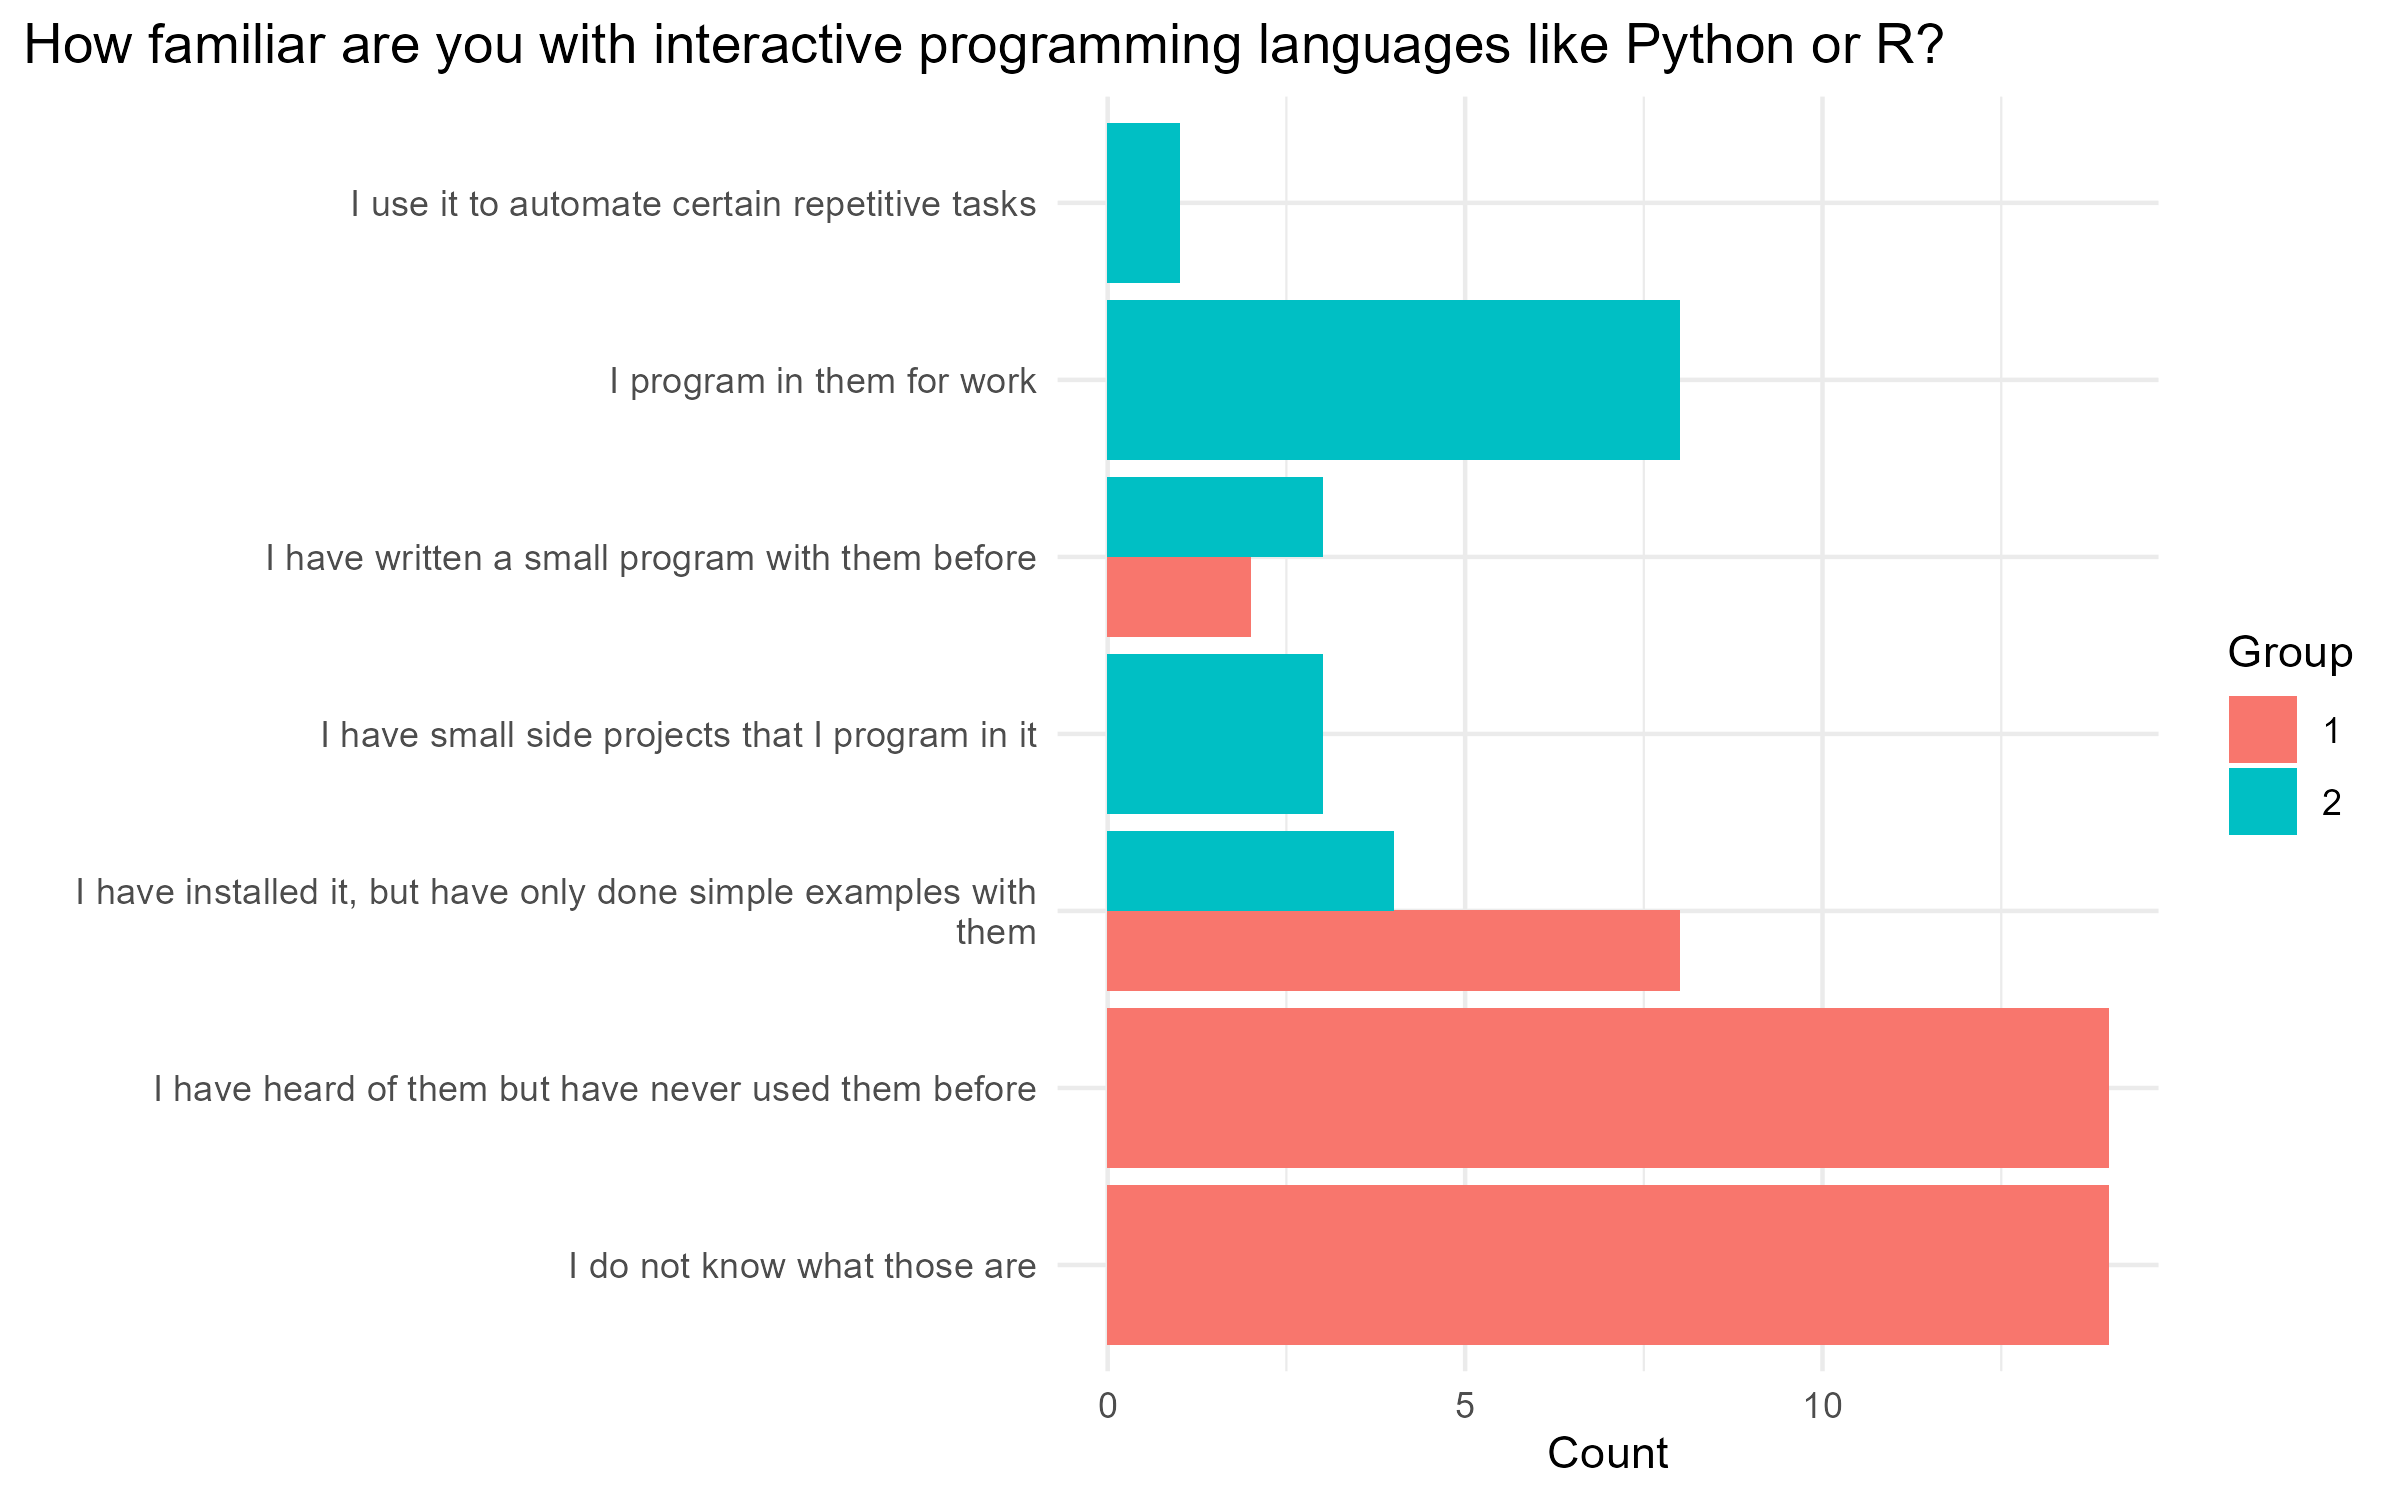 How familiar are you with interactive programming languages like Python or R?
I use it to automate certain repetitive tasks
I program in them for work
I have written a small program with them before
I have small side projects that I program in it
I have installed it, but have only done simple examples with
them
I have heard of them but have never used them before
I do not know what those are
0 5 10
Count
Group
1
2